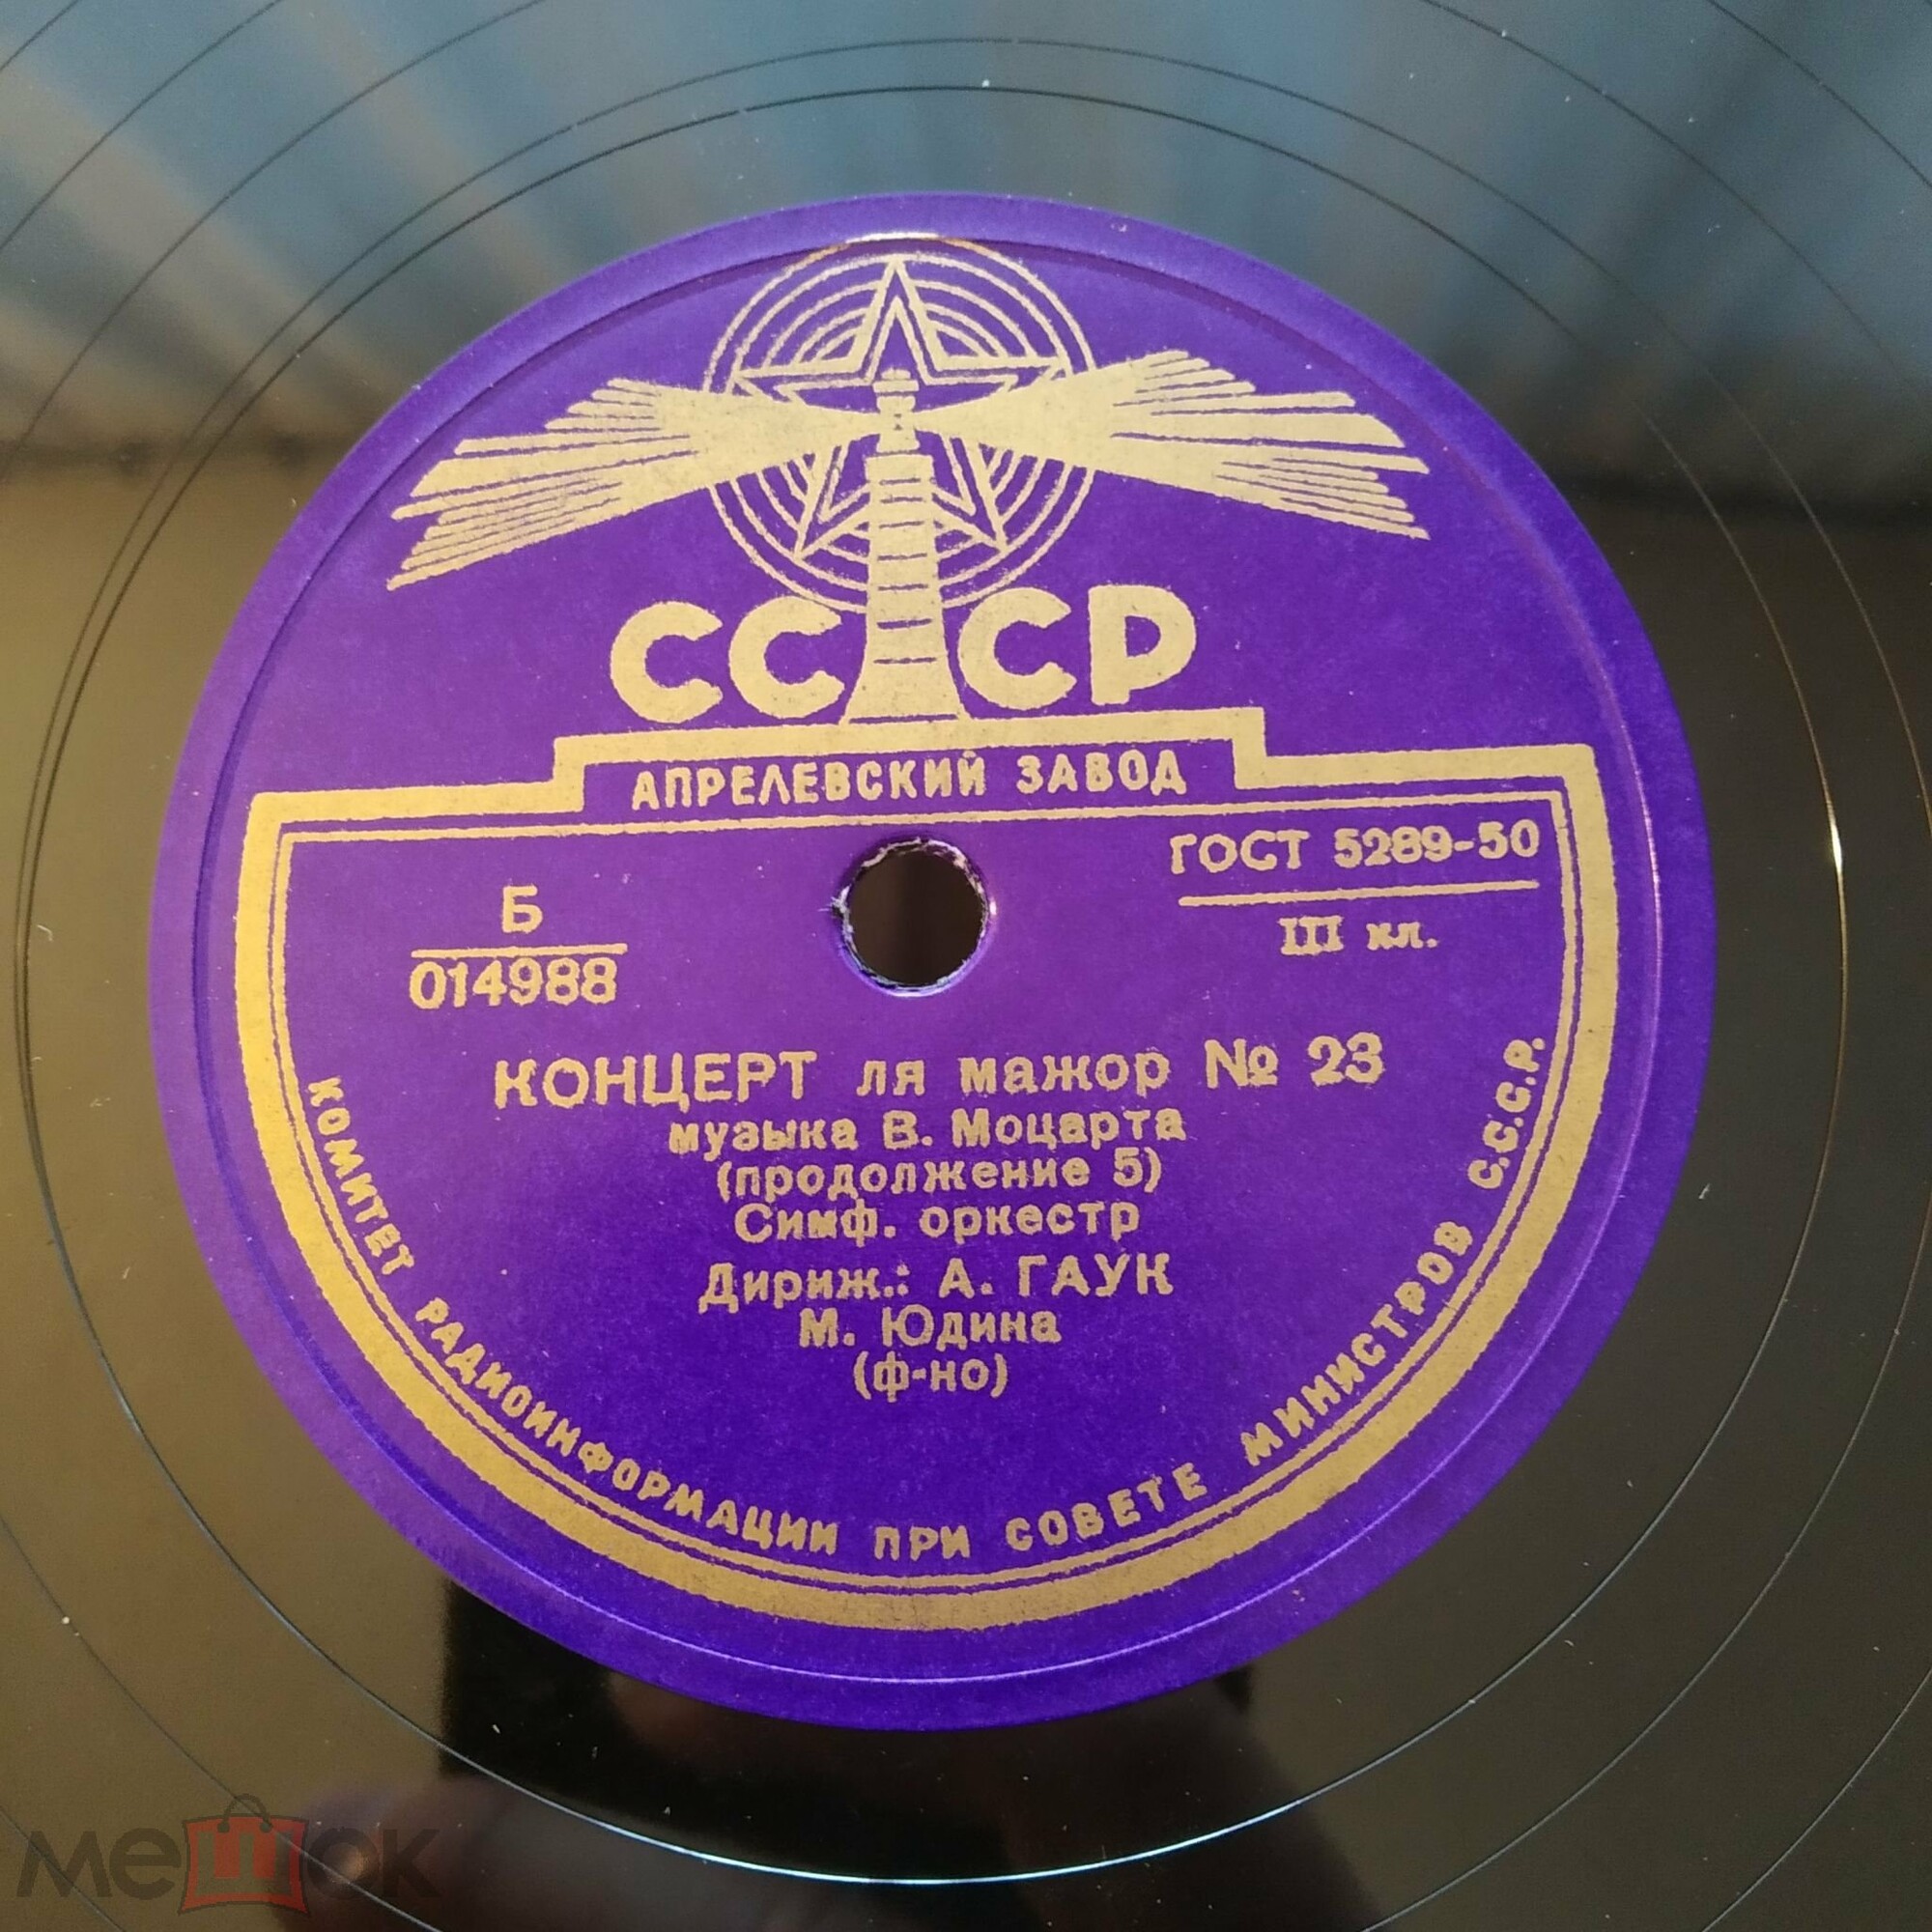 СССР
АПРЕЛЕВСКИЙ ЗАВОД
ГОСТ 5289-50
III кл.
Б
014988
КОНЦЕРТ ля мажор № 23
музыка В. Моцарта
(продолжение 5)
Симф. оркестр
Дириж.: А. ГАУК
М. Юдина
(ф-но)
КОМИТЕТ РАДИОИНФОРМАЦИИ ПРИ СОВЕТЕ МИНИСТРОВ С.С.С.Р.
мешок